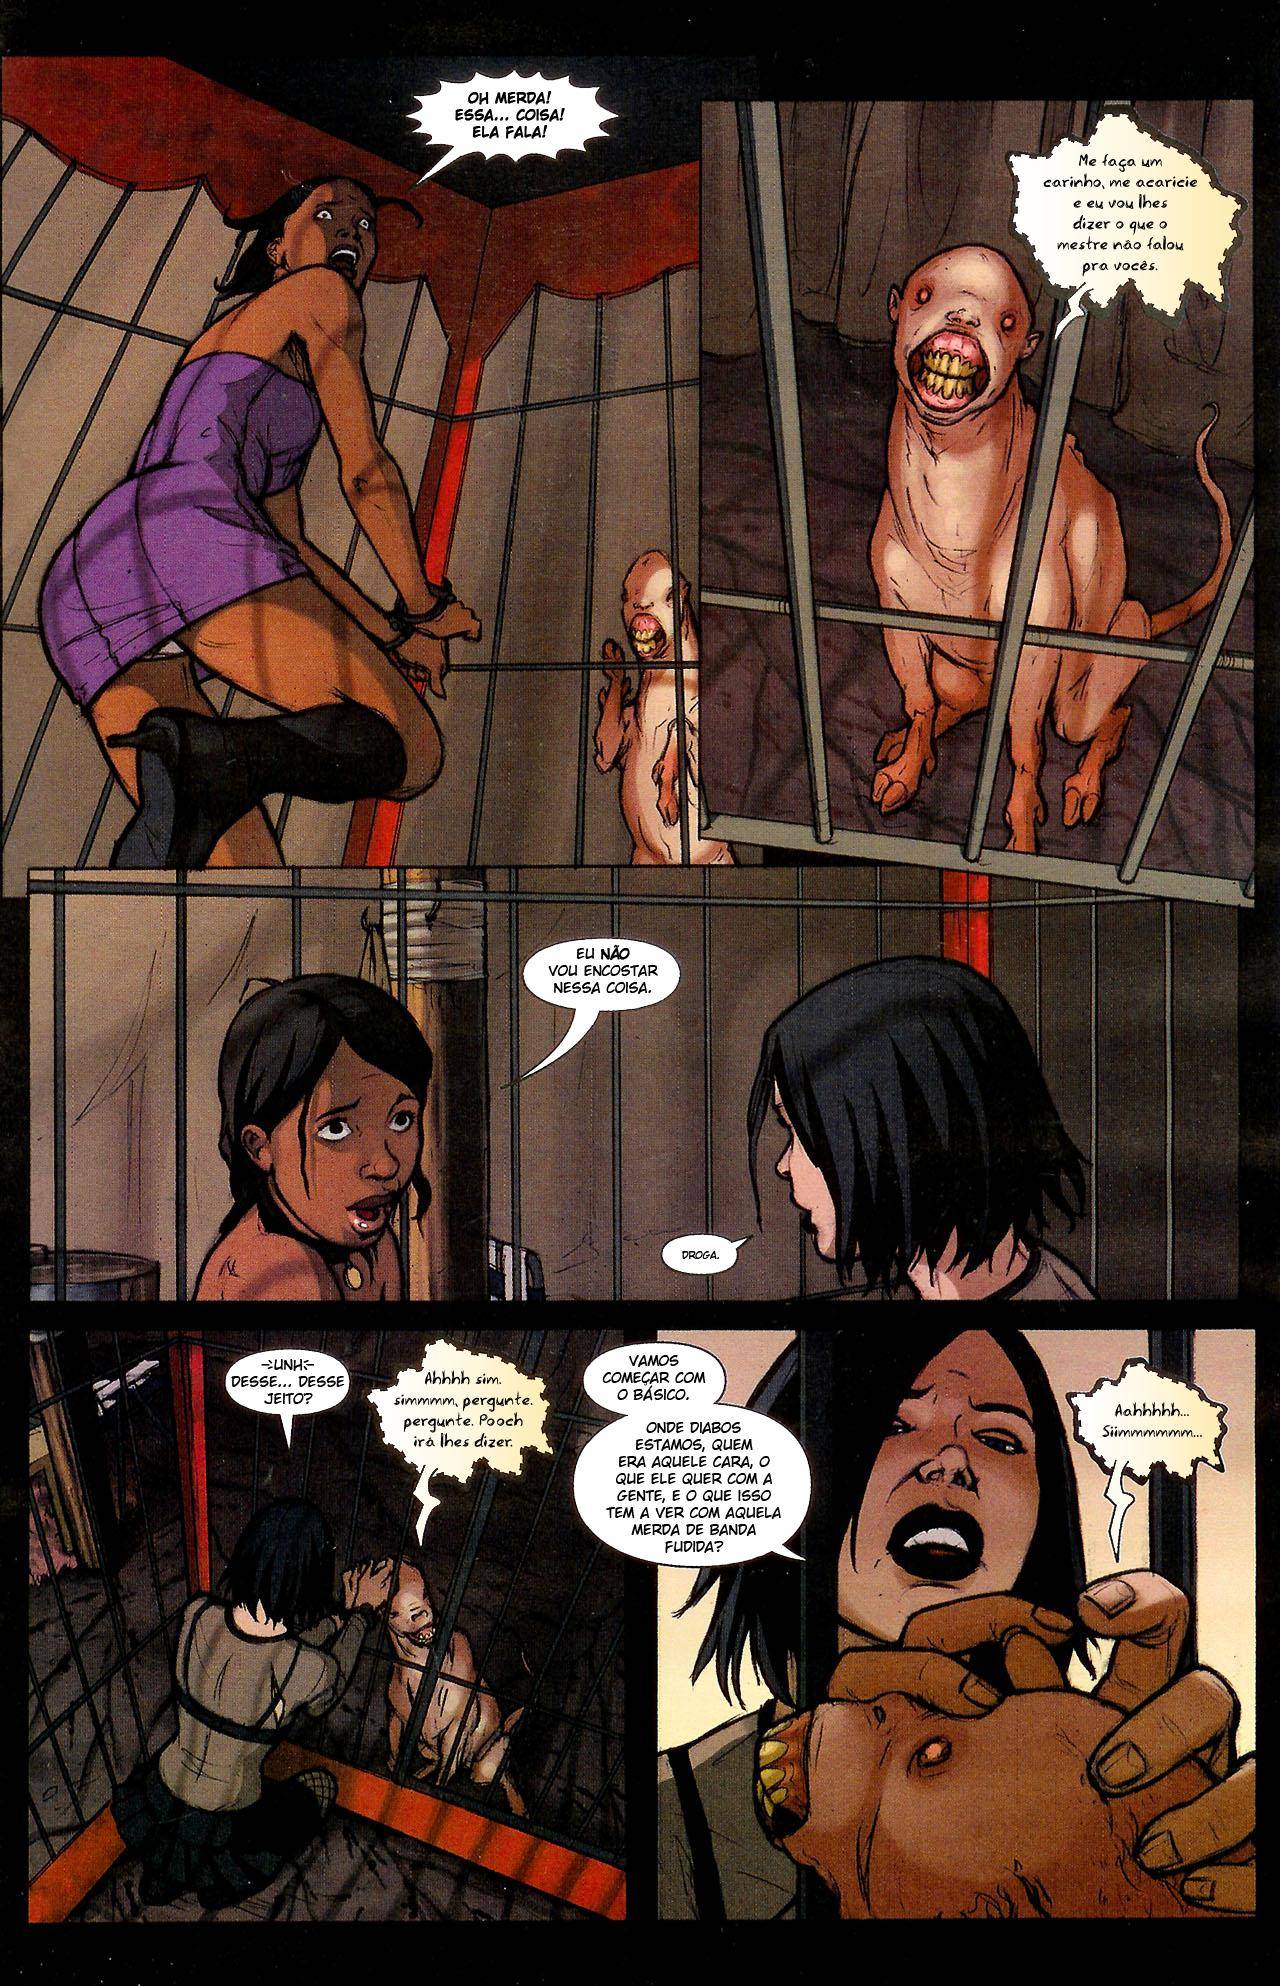 OH MERDA!
ESSA... COISA!
ELA FALA!
Me faça um
carinho, me acaricie
e eu vou lhes
dizer o que o
mestre não falou
pra vocês.
EU NÃO
VOU ENCOSTAR
NESSA COISA.
DROGA.
UNH
DESSE... DESSE
JEITO?
Ahhhh sim.
simmmm, pergunte.
pergunte. Pooch
irá lhes dizer.
VAMOS
COMEÇAR COM
O BÁSICO.
ONDE DIABOS
ESTAMOS, QUEM
ERA AQUELE CARA, O
QUE ELE QUER COM A
GENTE, E O QUE ISSO
TEM A VER COM AQUELA
MERDA DE BANDA
FUDIDA?
Aahhhhh...
Siimmmmmm...